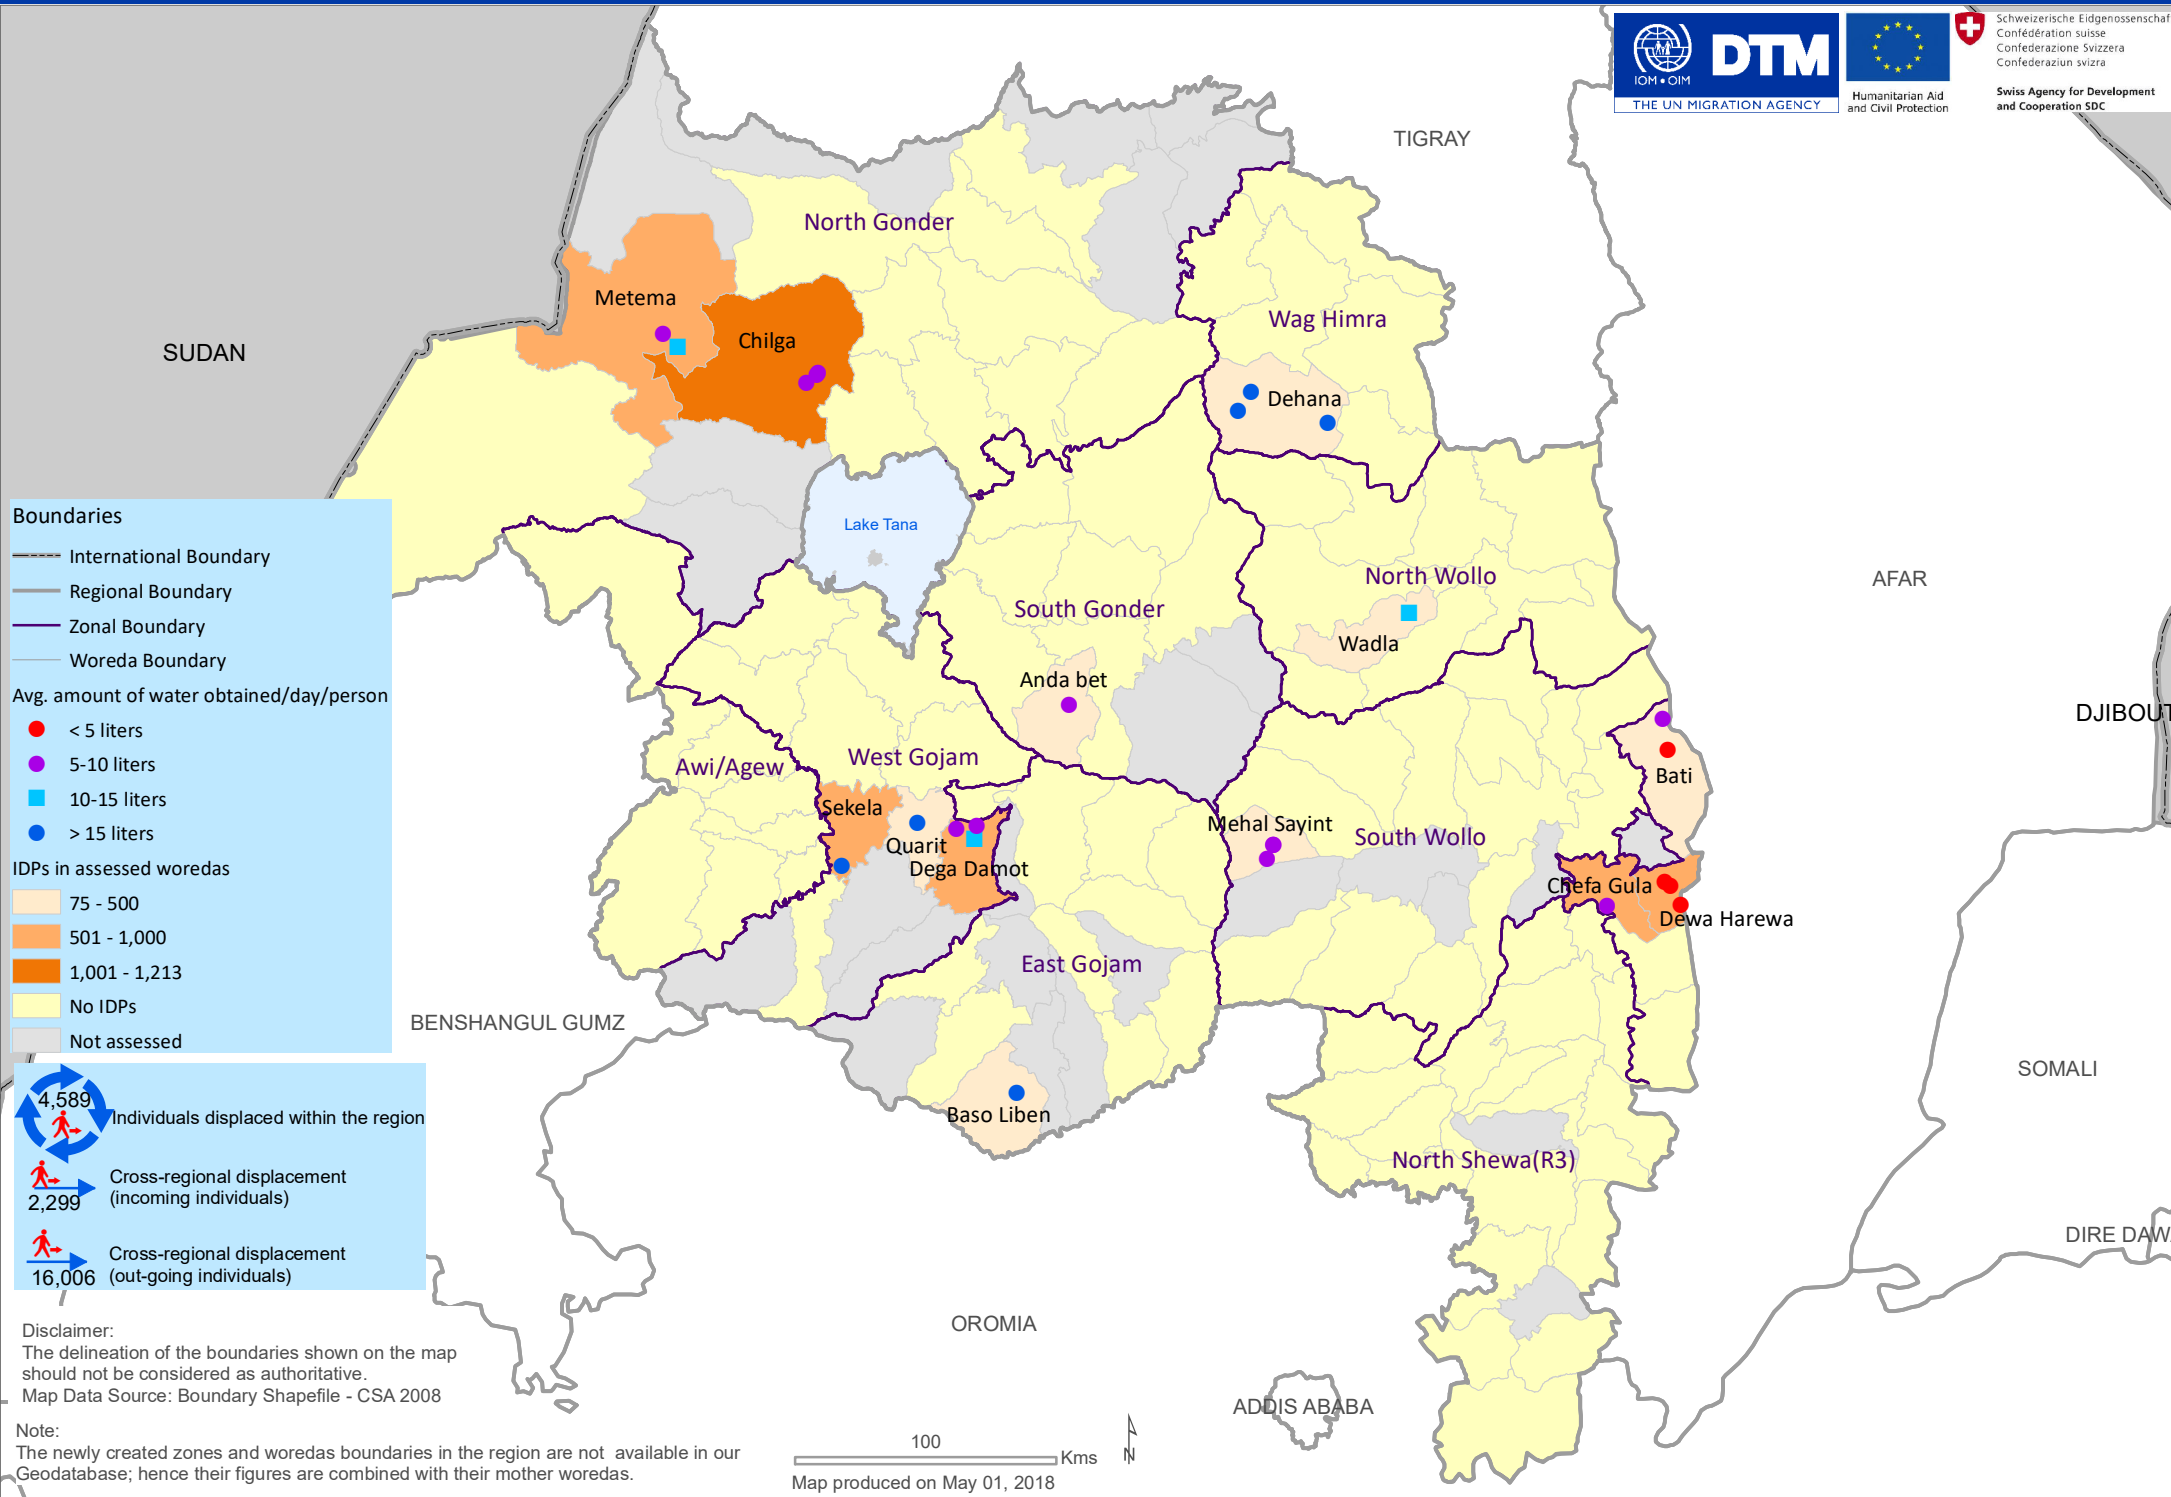 IOM • OIM
DTM
THE UN MIGRATION AGENCY
Humanitarian Aid
and Civil Protection
Schweizerische Eidgenossenschaf
Confédération suisse
Confederazione Svizzera
Confederaziun svizra
Swiss Agency for Development
and Cooperation SDC
TIGRAY
North Gonder
Metema
Wag Himra
Chilga
SUDAN
Dehana
Lake Tana
North Wollo
AFAR
South Gonder
Wadla
Anda bet
DJIBOUT
West Gojam
Awi/Agew
Bati
Sekela
Mehal Sayint
South Wollo
Quarit
Dega Damot
Chefa Gula
Dewa Harewa
East Gojam
BENSHANGUL GUMZ
SOMALI
Baso Liben
North Shewa(R3)
DIRE DAW
OROMIA
ADDIS ABABA
Boundaries
International Boundary
Regional Boundary
Zonal Boundary
Woreda Boundary
Avg. amount of water obtained/day/person
< 5 liters
5-10 liters
10-15 liters
> 15 liters
IDPs in assessed woredas
75 - 500
501 - 1,000
1,001 - 1,213
No IDPs
Not assessed
4,589
Individuals displaced within the region
Cross-regional displacement
(incoming individuals)
2,299
Cross-regional displacement
(out-going individuals)
16,006
Disclaimer:
The delineation of the boundaries shown on the map
should not be considered as authoritative.
Map Data Source: Boundary Shapefile - CSA 2008
Note:
The newly created zones and woredas boundaries in the region are not available in our
Geodatabase; hence their figures are combined with their mother woredas.
100
Kms
N
Map produced on May 01, 2018